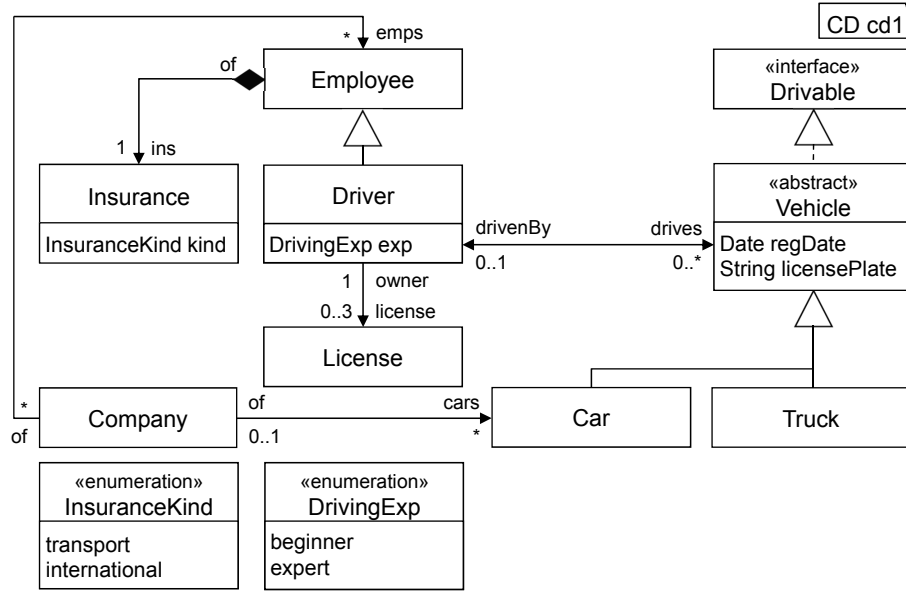 CD cd1
* emps
of
Employee
«interface»
Drivable
1 ins
Insurance
InsuranceKind kind
Driver
DrivingExp exp
drivenBy
0..1
drives
0..*
«abstract»
Vehicle
Date regDate
String licensePlate
1 owner
0..3 license
License
*
of
Company
of
0..1
cars
*
Car
Truck
«enumeration»
InsuranceKind
transport
international
«enumeration»
DrivingExp
beginner
expert